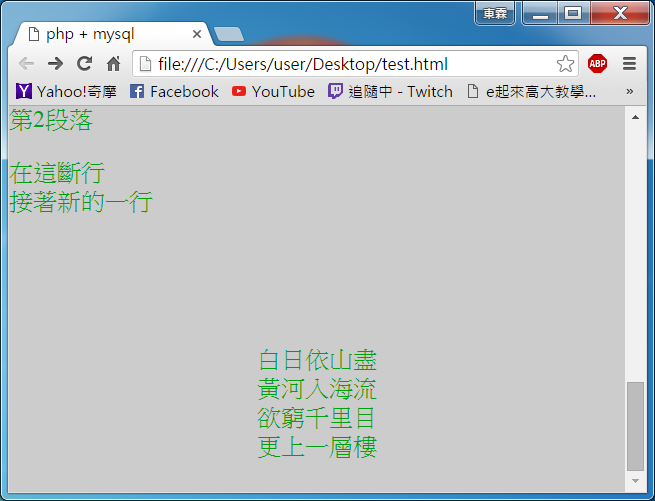 東霖
php + mysql
file:///C:/Users/user/Desktop/test.html
ABP
Yahoo!奇摩 Facebook YouTube 追隨中 - Twitch e起來高大教學... »
第2段落
在這斷行
接著新的一行
白日依山盡
黃河入海流
欲窮千里目
更上一層樓